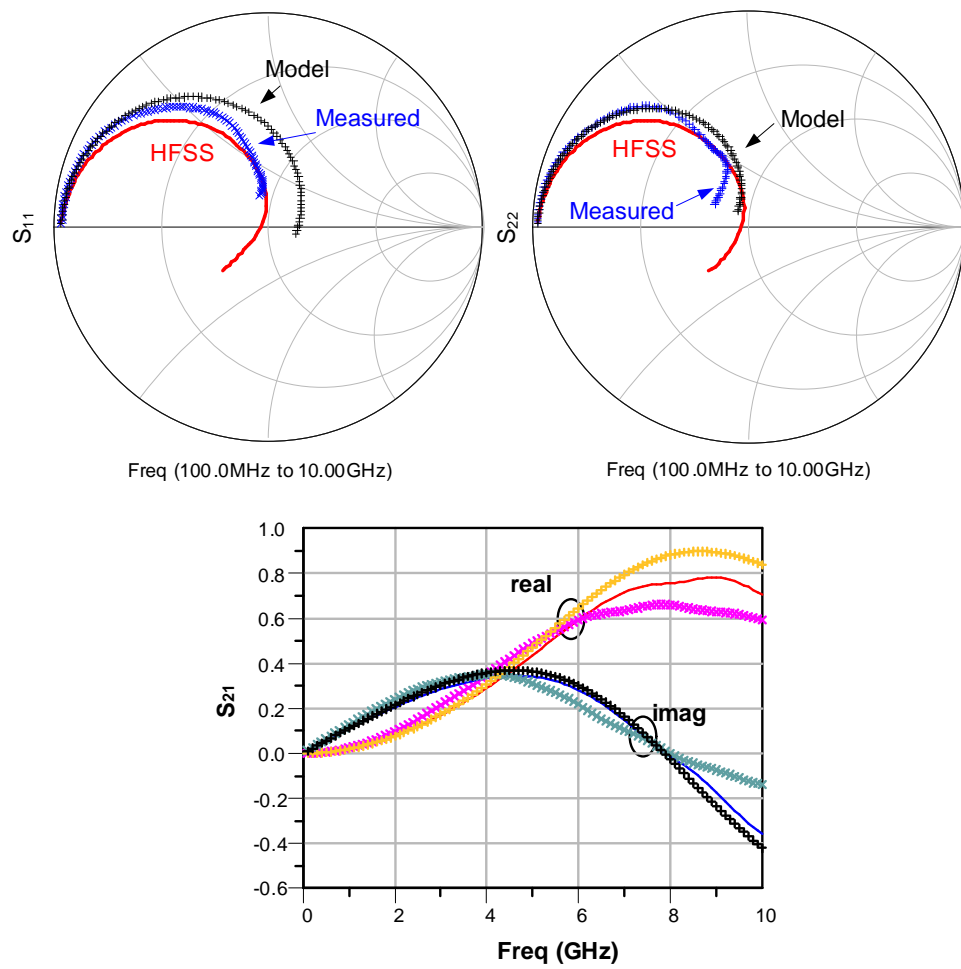 Model
Measured
HFSS
S11
Freq (100.0MHz to 10.00GHz)
Model
HFSS
Measured
S22
Freq (100.0MHz to 10.00GHz)
1.0
0.8
0.6
0.4
0.2
0.0
-0.2
-0.4
-0.6
real
imag
S21
0 2 4 6 8 10
Freq (GHz)